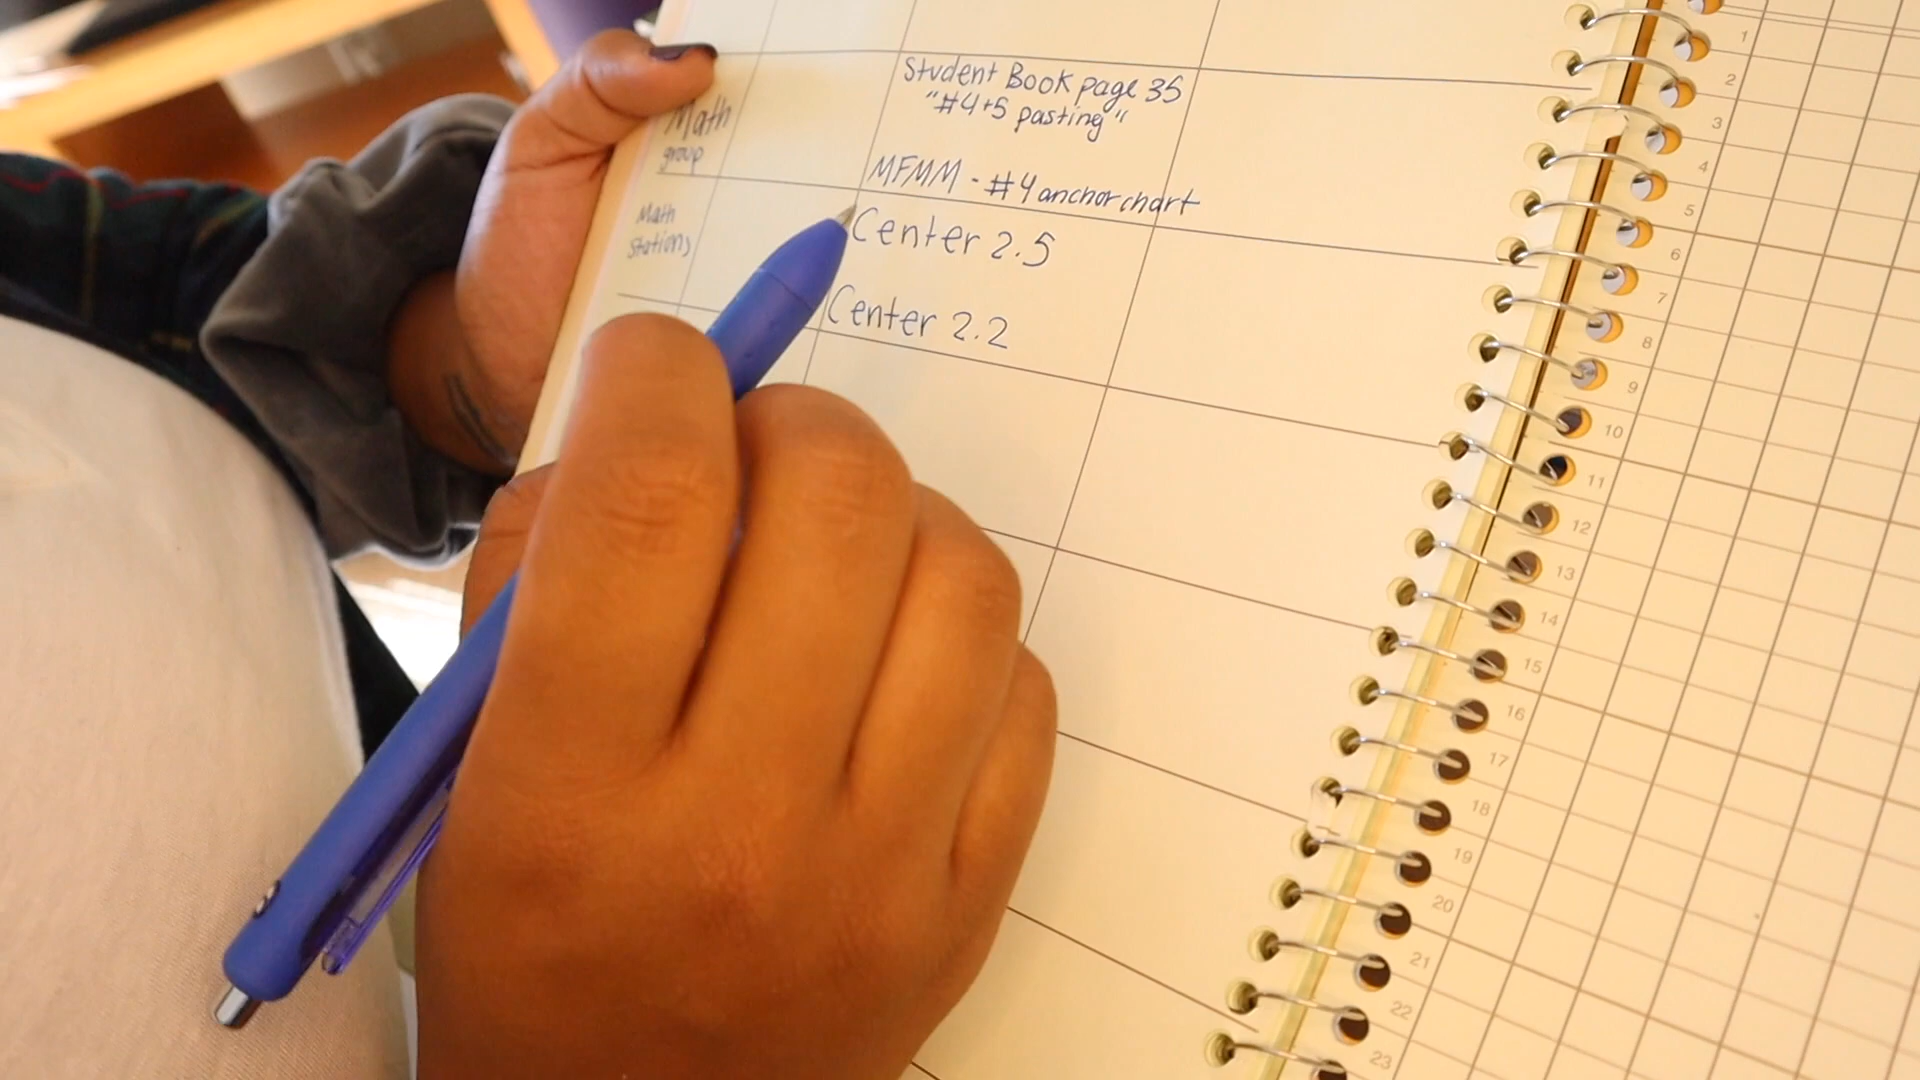 Math
group
Student Book page 35
"#4+5 pasting"
MFMM - #4 anchor chart
Math
stations
Center 2.5
Center 2.2
1
2
3
4
5
6
7
8
9
10
11
12
13
14
15
16
17
18
19
20
21
22
23